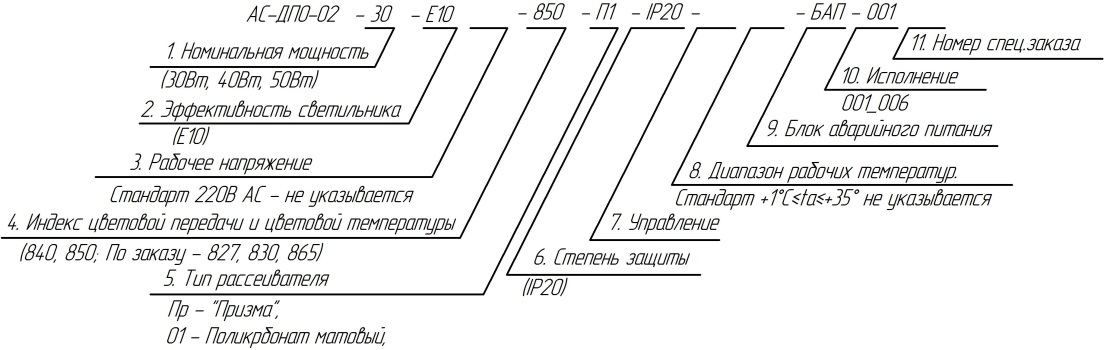 АС-ДПО-02 -30 -Е10 -850 -П1 -IP20 - -БАП -001
1. Номинальная мощность
(30Вт, 40Вт, 50Вт)
2. Эффективность светильника
(Е10)
3. Рабочее напряжение
Стандарт 220В АС - не указывается
4. Индекс цветовой передачи и цветовой температуры
(840, 850; По заказу - 827, 830, 865)
5. Тип рассеивателя
Пр - "Призма",
01 - Поликрбонат матовый,
6. Степень защиты
(IP20)
7. Управление
8. Диапазон рабочих температур.
Стандарт +1°С≤ta≤+35° не указывается
9. Блок аварийного питания
10. Исполнение
001_006
11. Номер спец.заказа